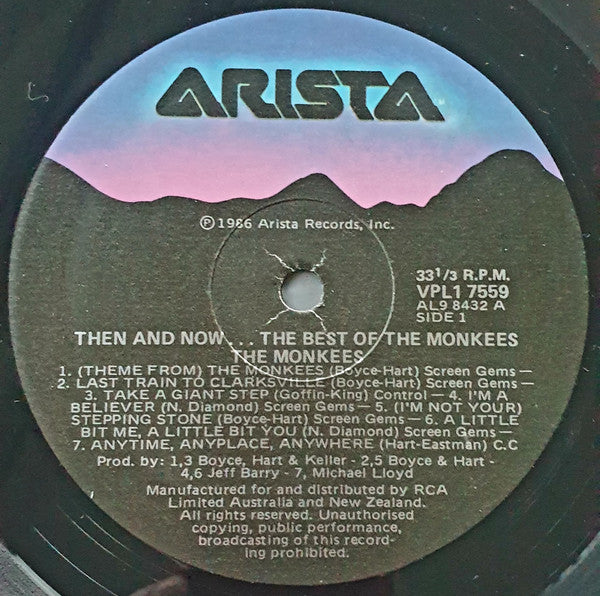 ARISTA
Ⓟ 1986 Arista Records, Inc.
33 1/3 R.P.M.
VPL1 7559
AL9 8432 A
SIDE 1
THEN AND NOW... THE BEST OF THE MONKEES
THE MONKEES
1. (THEME FROM) THE MONKEES (Boyce-Hart) Screen Gems —
2. LAST TRAIN TO CLARKSVILLE (Boyce-Hart) Screen Gems —
3. TAKE A GIANT STEP (Goffin-King) Control — 4. I'M A
BELIEVER (N. Diamond) Screen Gems — 5. (I'M NOT YOUR)
STEPPING STONE (Boyce-Hart) Screen Gems — 6. A LITTLE
BIT ME, A LITTLE BIT YOU (N. Diamond) Screen Gems—
7. ANYTIME, ANYPLACE, ANYWHERE (Hart-Eastman) C.C
Prod. by: 1,3 Boyce, Hart & Keller - 2,5 Boyce & Hart -
4,6 Jeff Barry - 7, Michael Lloyd
Manufactured for and distributed by RCA
Limited Australia and New Zealand.
All rights reserved. Unauthorised
copying, public performance,
broadcasting of this record-
ing prohibited.